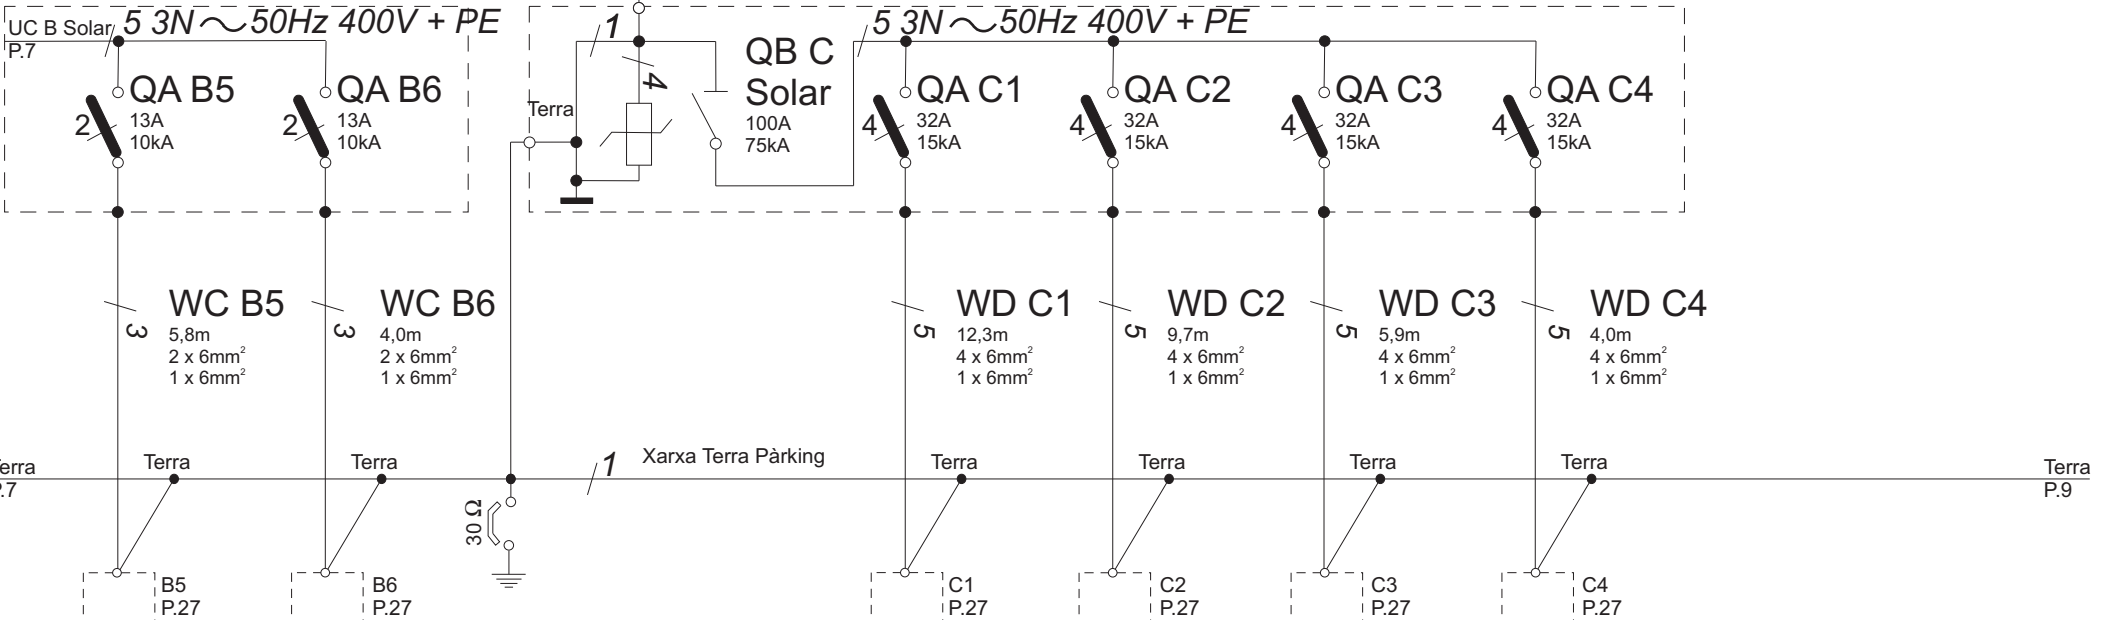 UC B Solar
P.7
5 3N 50Hz 400V + PE
QA B5
13A
10kA
2
QA B6
13A
10kA
2
1
4
Terra
QB C
Solar
100A
75kA
5 3N 50Hz 400V + PE
QA C1
32A
15kA
4
QA C2
32A
15kA
4
QA C3
32A
15kA
4
QA C4
32A
15kA
4
WC B5
5,8m
2 x 6mm²
1 x 6mm²
3
WC B6
4,0m
2 x 6mm²
1 x 6mm²
3
WD C1
12,3m
4 x 6mm²
1 x 6mm²
5
WD C2
9,7m
4 x 6mm²
1 x 6mm²
5
WD C3
5,9m
4 x 6mm²
1 x 6mm²
5
WD C4
4,0m
4 x 6mm²
1 x 6mm²
5
erra
.7
Terra
Terra
1
Xarxa Terra Pàrking
Terra
Terra
Terra
Terra
Terra
P.9
30 Ω
B5
P.27
B6
P.27
C1
P.27
C2
P.27
C3
P.27
C4
P.27